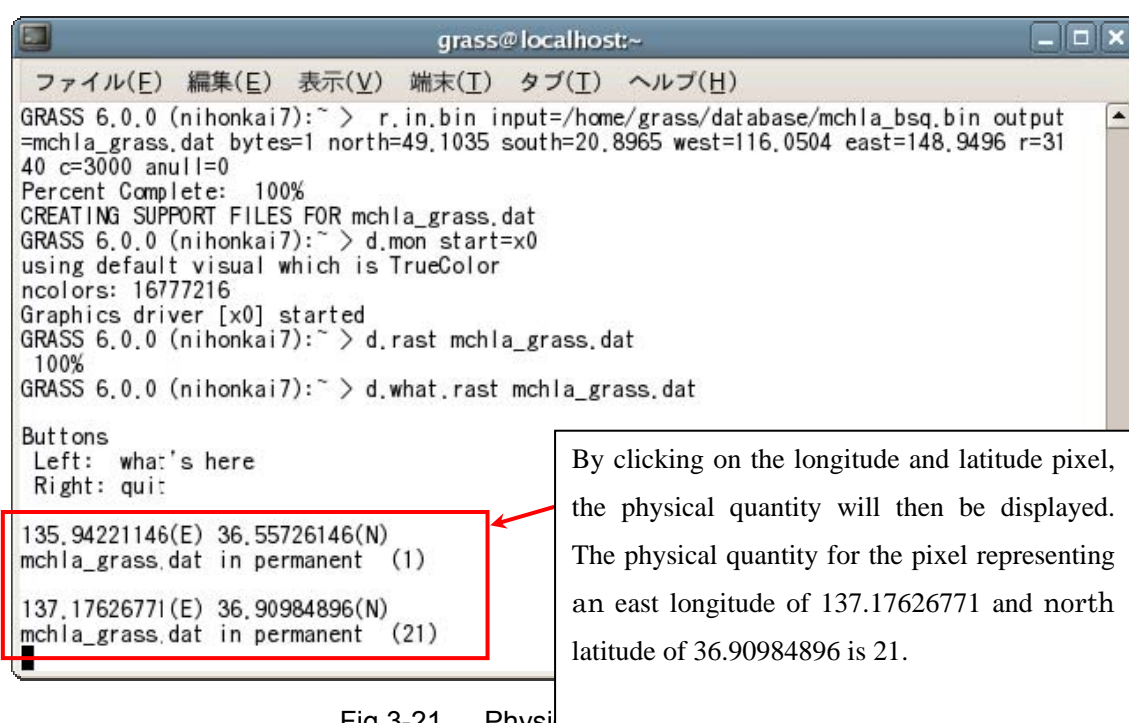 grass@localhost:~
ファイル(F) 編集(E) 表示(V) 端末(T) タブ(T) ヘルプ(H)
GRASS 6.0.0 (nihonkai7):~ > r.in.bin input=/home/grass/database/mchla_bsq.bin output
=mchla_grass.dat bytes=1 north=49.1035 south=20.8965 west=116.0504 east=148.9496 r=31
40 c=3000 anull=0
Percent Complete: 100%
CREATING SUPPORT FILES FOR mchla_grass.dat
GRASS 6.0.0 (nihonkai7):~ > d.mon start=x0
using default visual which is TrueColor
ncolors: 16777216
Graphics driver [x0] started
GRASS 6.0.0 (nihonkai7):~ > d.rast mchla_grass.dat
100%
GRASS 6.0.0 (nihonkai7):~ > d.what.rast mchla_grass.dat
Buttons
Left: what's here
Right: quit
135.94221146(E) 36.55726146(N)
mchla_grass.dat in permanent (1)
137.17626771(E) 36.90984896(N)
mchla_grass.dat in permanent (21)
By clicking on the longitude and latitude pixel,
the physical quantity will then be displayed.
The physical quantity for the pixel representing
an east longitude of 137.17626771 and north
latitude of 36.90984896 is 21.
Fig 3-21 Physi